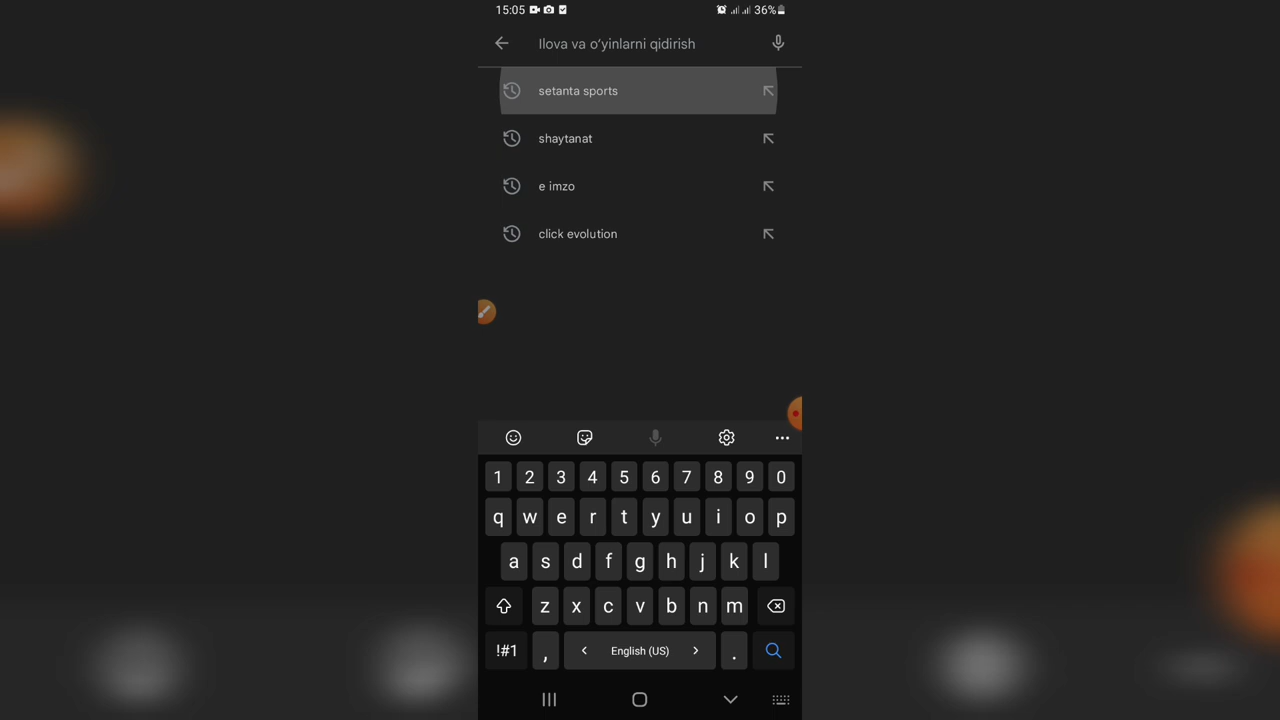 15:05 36%
Ilova va o‘yinlarni qidirish
setanta sports
shaytanat
e imzo
click evolution
1 2 3 4 5 6 7 8 9 0
q w e r t y u i o p
a s d f g h j k l
z x c v b n m
!#1 , < English (US) > .